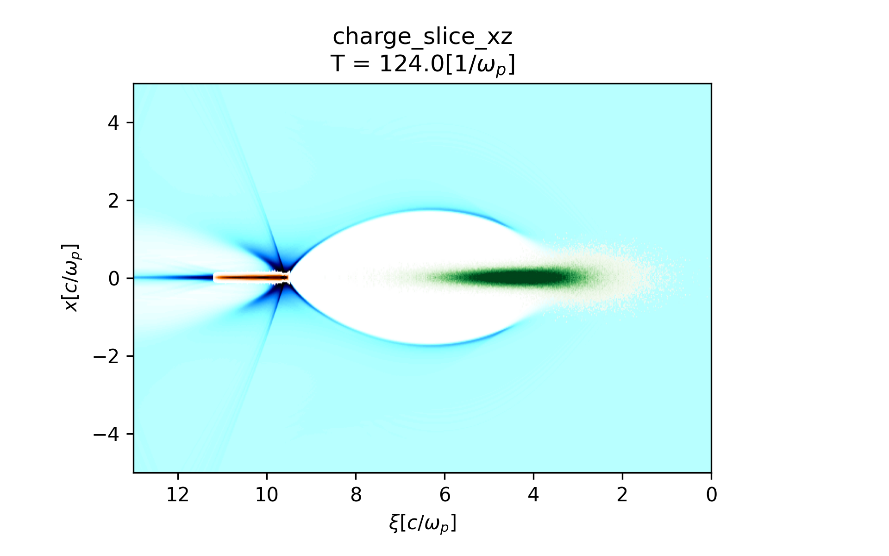 charge_slice_xz
T = 124.0[1/ωₚ]
4
2
0
−2
−4
x[c/ωₚ]
12 10 8 6 4 2 0
ξ[c/ωₚ]